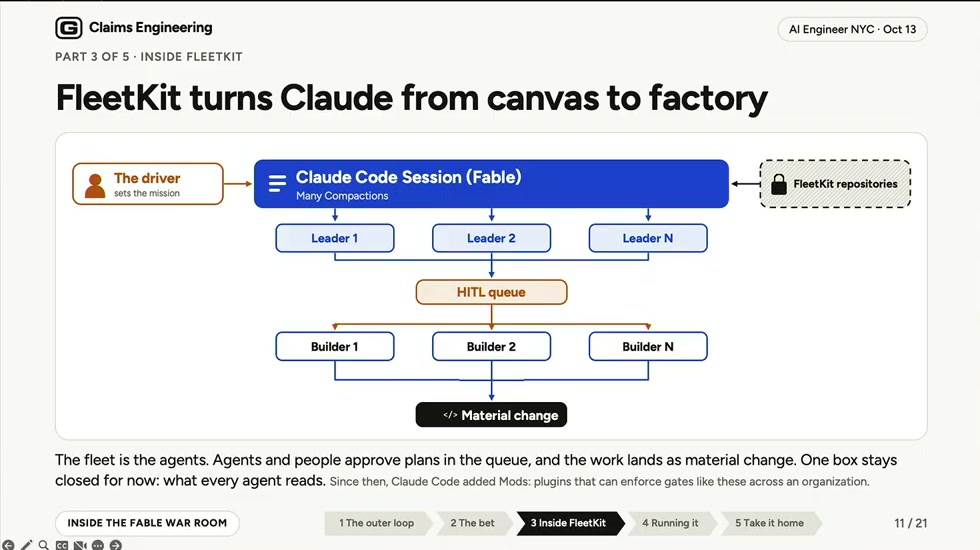 Claims Engineering
AI Engineer NYC · Oct 13
PART 3 OF 5 · INSIDE FLEETKIT
FleetKit turns Claude from canvas to factory
The driver
sets the mission
Claude Code Session (Fable)
Many Compactions
FleetKit repositories
Leader 1
Leader 2
Leader N
HITL queue
Builder 1
Builder 2
Builder N
</> Material change
The fleet is the agents. Agents and people approve plans in the queue, and the work lands as material change. One box stays
closed for now: what every agent reads. Since then, Claude Code added Mods: plugins that can enforce gates like these across an organization.
INSIDE THE FABLE WAR ROOM
1 The outer loop
2 The bet
3 Inside FleetKit
4 Running it
5 Take it home
11 / 21